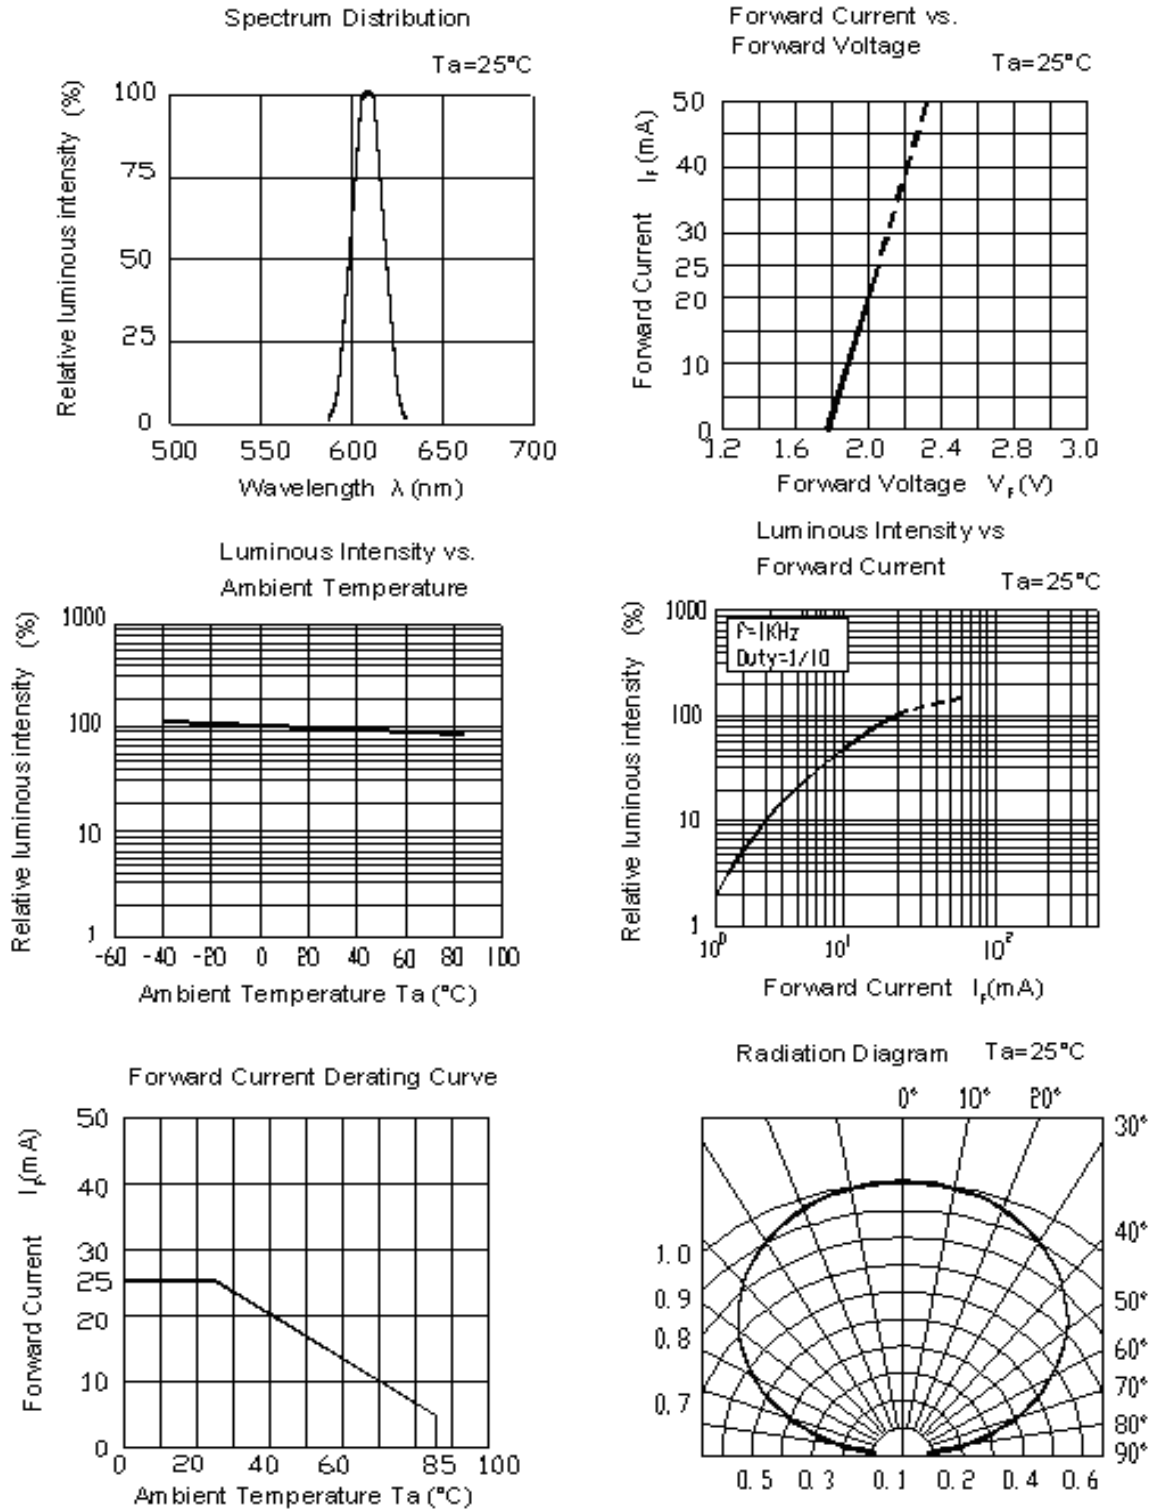 Spectrum Distribution
Ta=25°C
Relative luminous intensity (%)
100
75
50
25
0
500 550 600 650 700
Wavelength λ (nm)
Forward Current vs.
Forward Voltage
Ta=25°C
Forward Current IF (mA)
50
40
30
25
20
10
0
1.2 1.6 2.0 2.4 2.8 3.0
Forward Voltage VF (V)
Luminous Intensity vs.
Ambient Temperature
Relative luminous intensity (%)
1000
100
10
1
-60 -40 -20 0 20 40 60 80 100
Ambient Temperature Ta (°C)
Luminous Intensity vs
Forward Current
Ta=25°C
Relative luminous intensity (%)
1000
f=1KHz
Duty=1/10
100
10
1
10⁰ 10¹ 10²
Forward Current IF(mA)
Forward Current Derating Curve
Forward Current IF(mA)
50
40
30
25
20
10
0
0 20 40 60 85 100
Ambient Temperature Ta (°C)
Radiation Diagram Ta=25°C
0° 10° 20°
30°
40°
50°
60°
70°
80°
90°
1.0
0.9
0.8
0.7
0.5 0.3 0.1 0.2 0.4 0.6